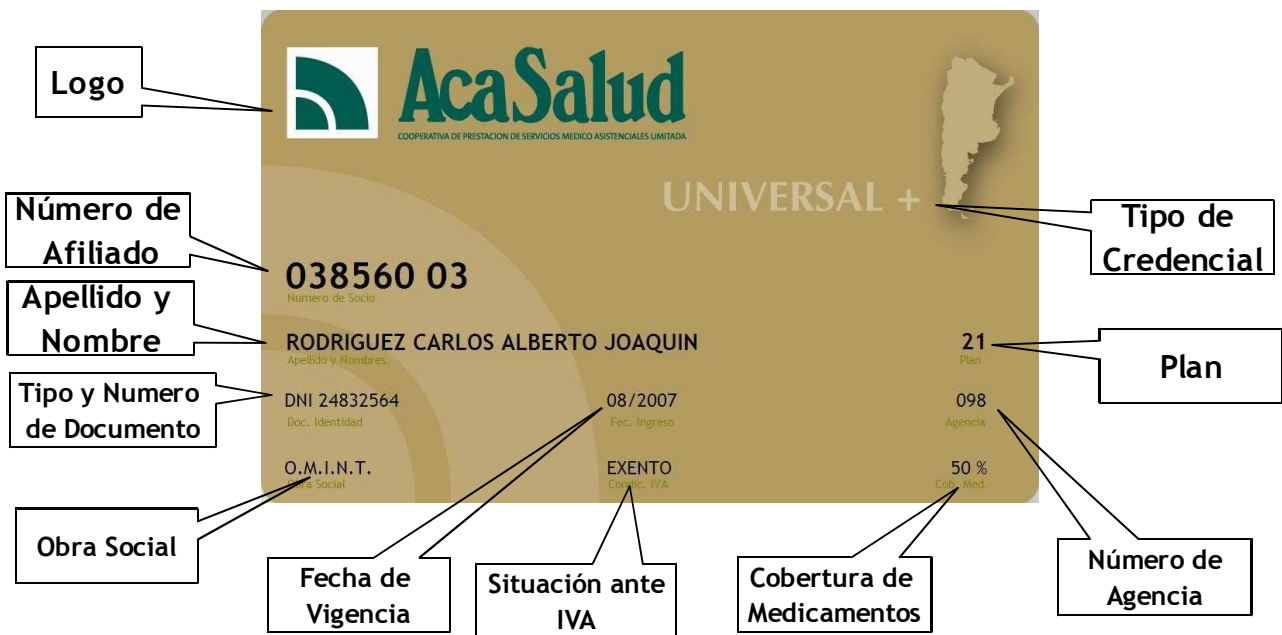 Logo
AcaSalud
COOPERATIVA DE PRESTACION DE SERVICIOS MEDICO ASISTENCIALES LIMITADA
UNIVERSAL +
Número de
Afiliado
Tipo de
Credencial
038560 03
Numero de Socio
Apellido y
Nombre
RODRIGUEZ CARLOS ALBERTO JOAQUIN
Apellido y Nombres
21
Plan
Plan
Tipo y Numero
de Documento
DNI 24832564
Doc. Identidad
08/2007
Fec. Ingreso
098
Agencia
O.M.I.N.T.
Obra Social
EXENTO
Condic. IVA
50 %
Cob. Med.
Obra Social
Fecha de
Vigencia
Situación ante
IVA
Cobertura de
Medicamentos
Número de
Agencia